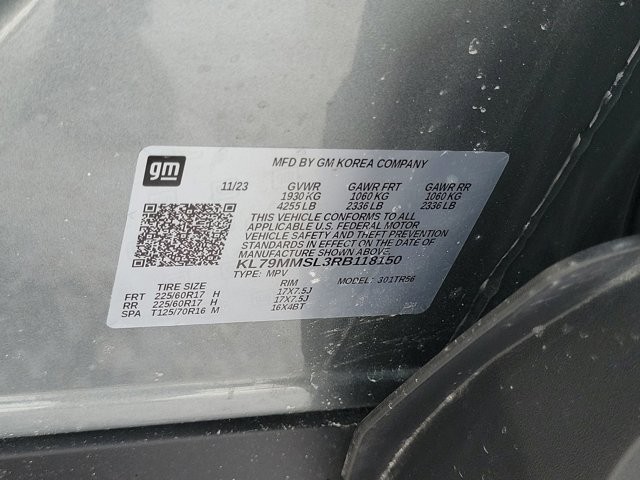 gm
MFD BY GM KOREA COMPANY
11/23 GVWR GAWR FRT GAWR RR
1930 KG 1060 KG 1060 KG
4255 LB 2336 LB 2336 LB
THIS VEHICLE CONFORMS TO ALL
APPLICABLE U.S. FEDERAL MOTOR
VEHICLE SAFETY AND THEFT PREVENTION
STANDARDS IN EFFECT ON THE DATE OF
MANUFACTURE SHOWN ABOVE.
KL79MMSL3RB118150
TYPE: MPV MODEL: 301TR56
TIRE SIZE RIM
FRT 225/60R17 H 17X7.5J
RR 225/60R17 H 17X7.5J
SPA T125/70R16 M 16X4BT